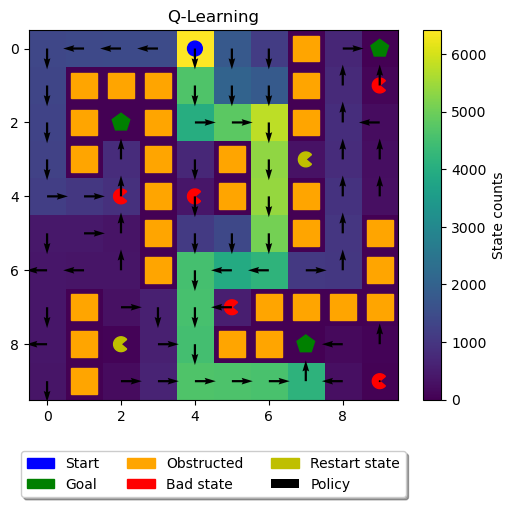 Q-Learning
0
2
4
6
8
0 2 4 6 8
6000
5000
4000
3000
2000
1000
0
State counts
Start Obstructed Restart state
Goal Bad state Policy